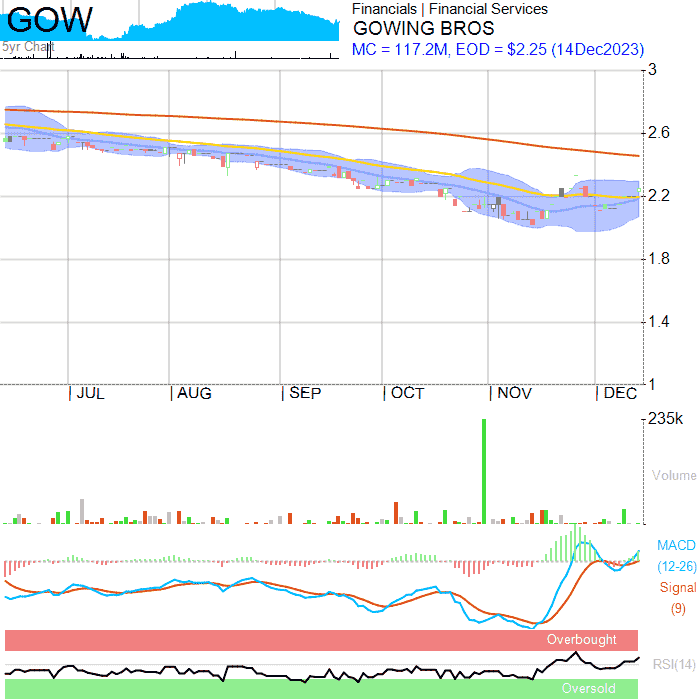 GOW
5yr Chart
Financials | Financial Services
GOWING BROS
MC = 117.2M, EOD = $2.25 (14Dec2023)
3
2.6
2.2
1.8
1.4
1
| JUL | AUG | SEP | OCT | NOV | DEC
235k
Volume
MACD
(12-26)
Signal
(9)
Overbought
RSI(14)
Oversold